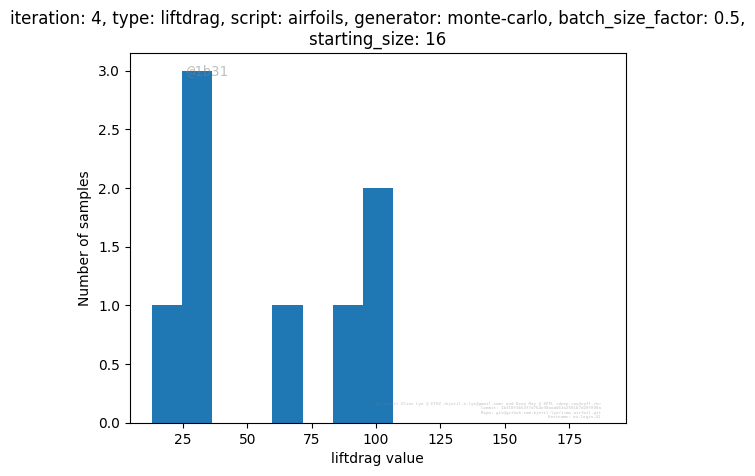 iteration: 4, type: liftdrag, script: airfoils, generator: monte-carlo, batch_size_factor: 0.5,
starting_size: 16
@1b31
3.0
2.5
2.0
1.5
1.0
0.5
0.0
Number of samples
25
50
75
100
125
150
175
liftdrag value